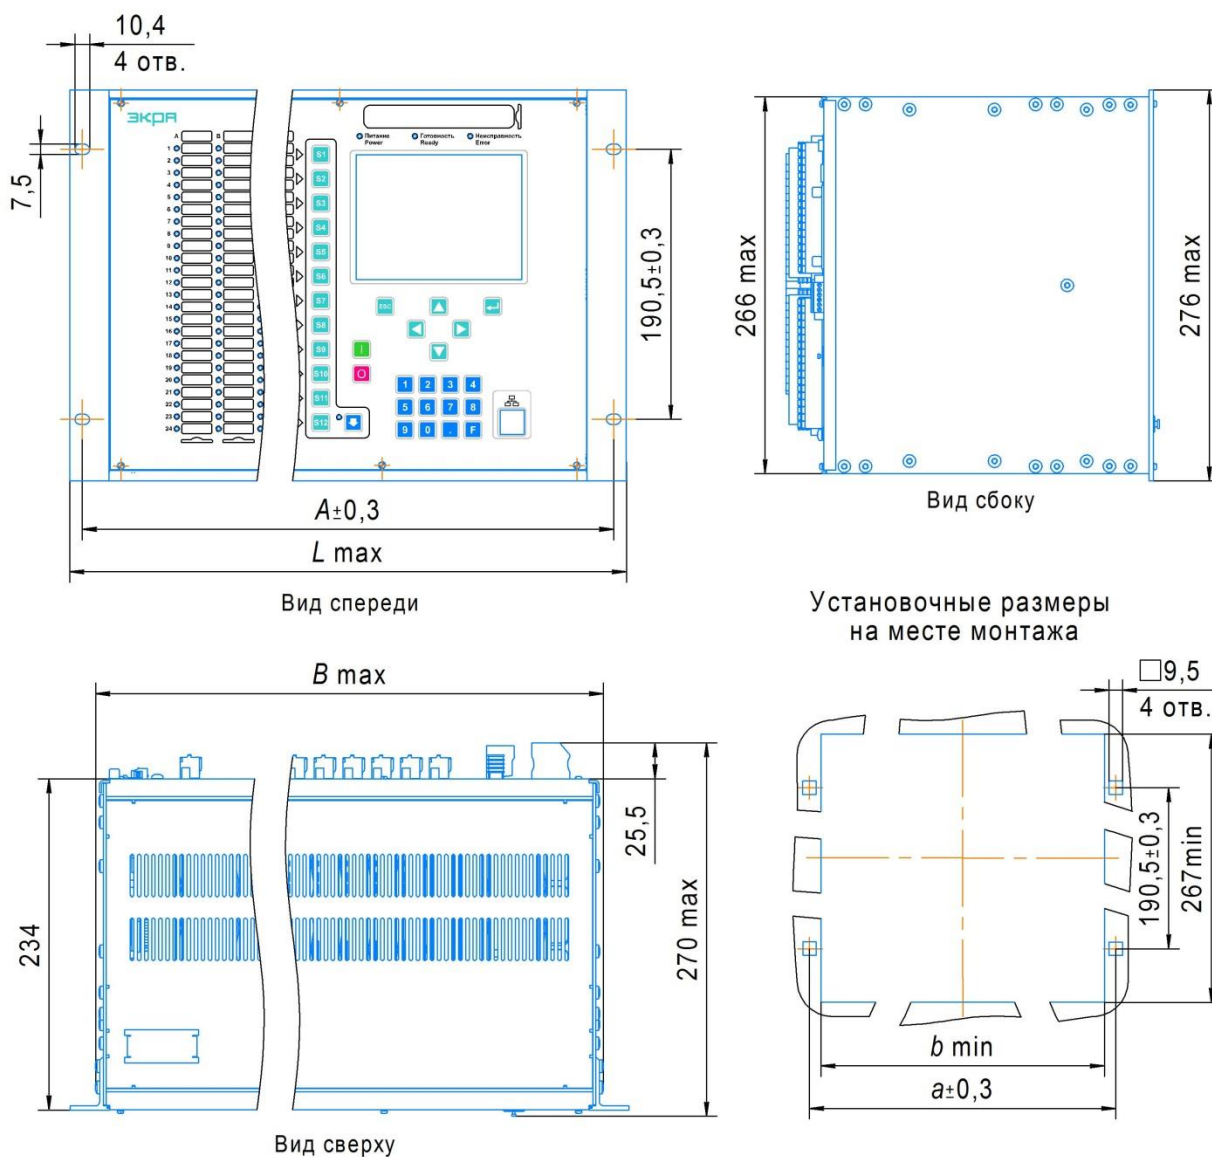 10,4
4 отв.
7,5
ЭКРА
Питание
Power
Готовность
Ready
Неисправность
Error
A
B
1
2
3
4
5
6
7
8
9
10
11
12
13
14
15
16
17
18
19
20
21
22
23
24
S1
S2
S3
S4
S5
S6
S7
S8
S9
S10
S11
S12
ESC
I
O
1 2 3 4
5 6 7 8
9 0 . F
190,5±0,3
A±0,3
L max
Вид спереди
266 max
276 max
Вид сбоку
B max
25,5
234
270 max
Вид сверху
Установочные размеры
на месте монтажа
□9,5
4 отв.
190,5±0,3
267min
b min
a±0,3